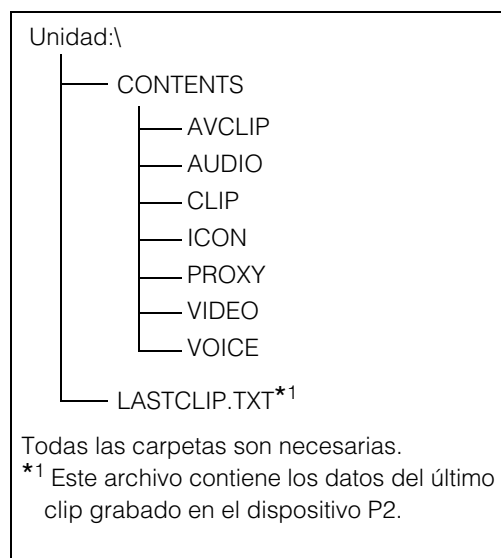 Unidad:\
CONTENTS
AVCLIP
AUDIO
CLIP
ICON
PROXY
VIDEO
VOICE
LASTCLIP.TXT*1
Todas las carpetas son necesarias.
*1 Este archivo contiene los datos del último
clip grabado en el dispositivo P2.